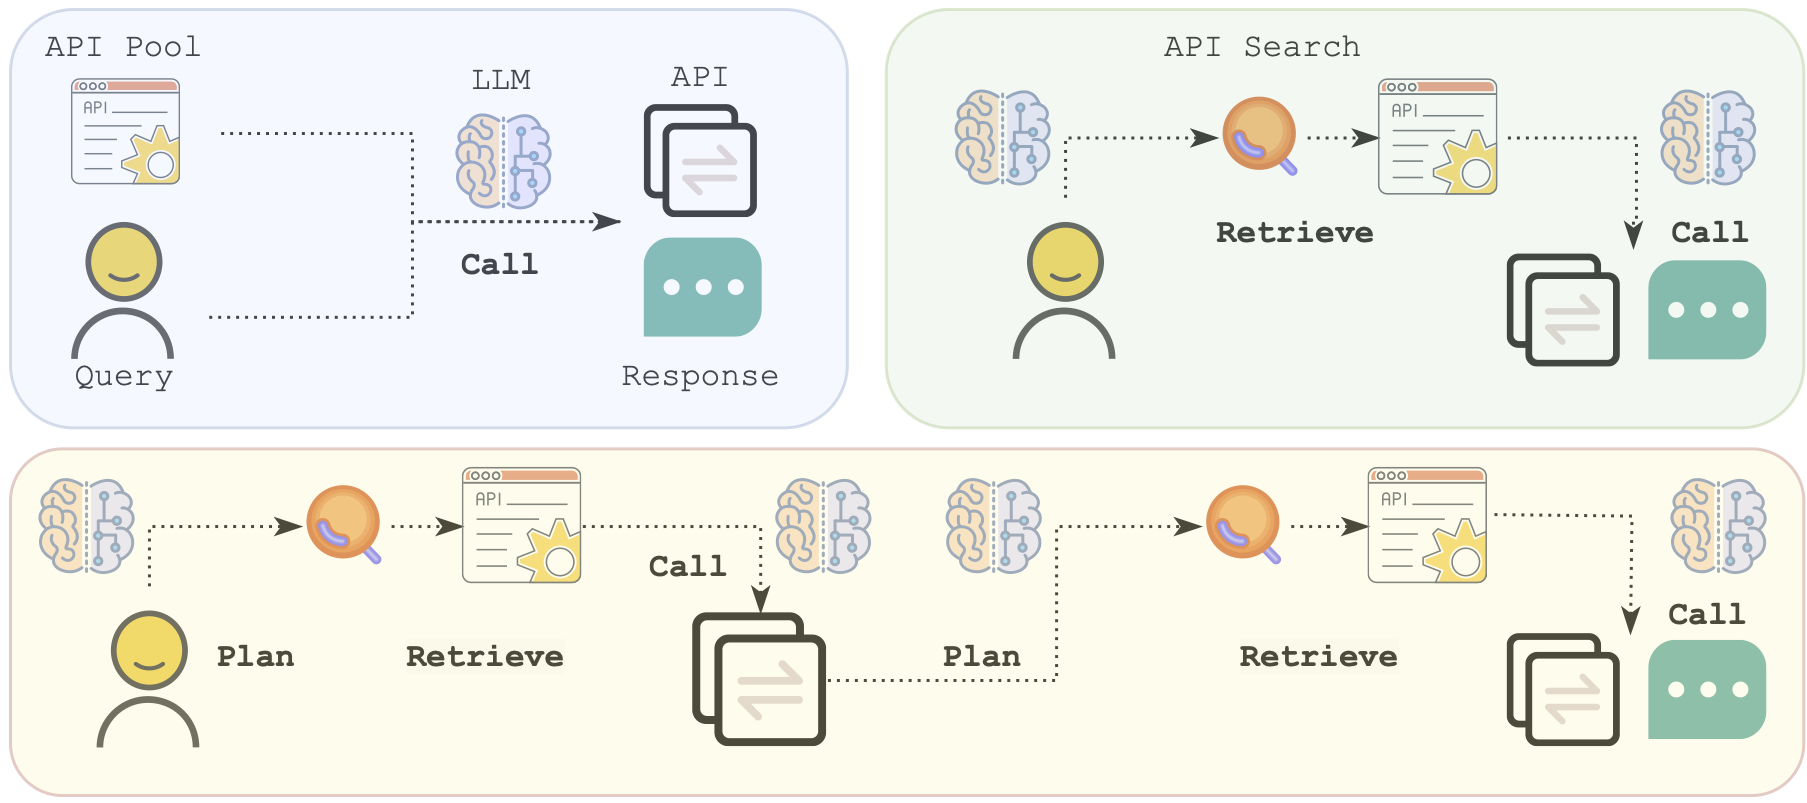 API Pool
API
LLM
API
Call
Query
Response
API Search
API
Retrieve
Call
API
Call
Plan
Retrieve
Plan
API
Retrieve
Call